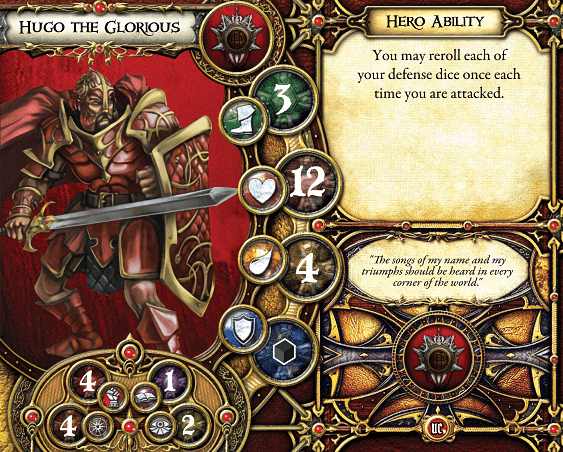 Hugo the Glorious
Hero Ability
You may reroll each of
your defense dice once each
time you are attacked.
3
12
4
"The songs of my name and my
triumphs should be heard in every
corner of the world."
4 1
4 2
UC